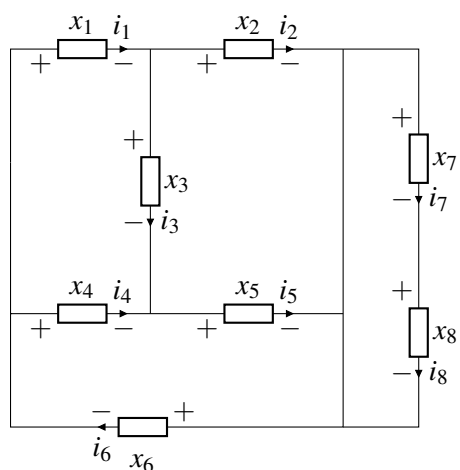 x1 i1 x2 i2
+ − + −
+ + x7
x3 − i7
− i3
x4 i4 x5 i5 +
+ − + − x8
− + − i8
i6 x6